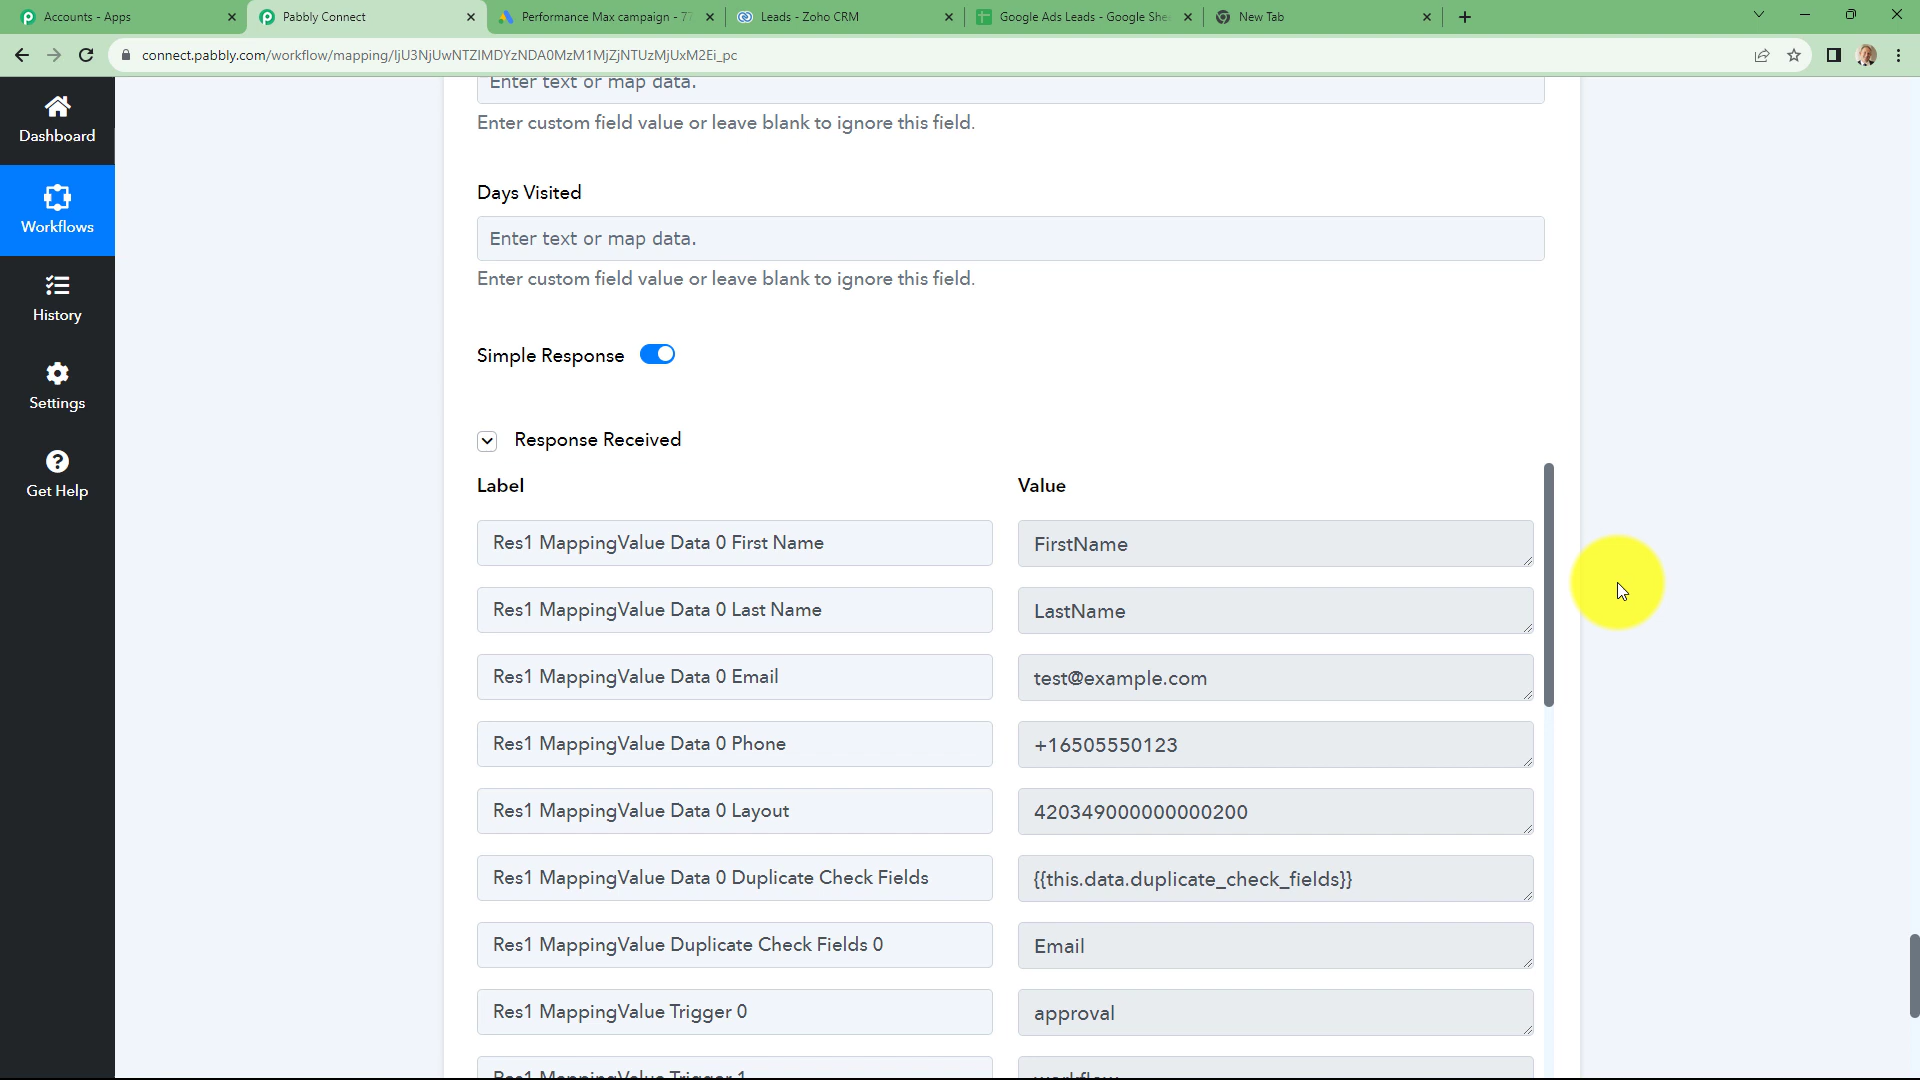 Accounts - Apps
Pabbly Connect
Performance Max campaign - 77
Leads - Zoho CRM
Google Ads Leads - Google She
New Tab
connect.pabbly.com/workflow/mapping/IjU3NjUwNTZlMDYzNDA0MzM1MjZjNTUzMjUxM2Ei_pc
Dashboard
Workflows
History
Settings
Get Help
Enter text or map data.
Enter custom field value or leave blank to ignore this field.
Days Visited
Enter text or map data.
Enter custom field value or leave blank to ignore this field.
Simple Response
Response Received
Label Value
Res1 MappingValue Data 0 First Name FirstName
Res1 MappingValue Data 0 Last Name LastName
Res1 MappingValue Data 0 Email test@example.com
Res1 MappingValue Data 0 Phone +16505550123
Res1 MappingValue Data 0 Layout 420349000000000200
Res1 MappingValue Data 0 Duplicate Check Fields {{this.data.duplicate_check_fields}}
Res1 MappingValue Duplicate Check Fields 0 Email
Res1 MappingValue Trigger 0 approval
Res1 MappingValue Trigger 1 workflow